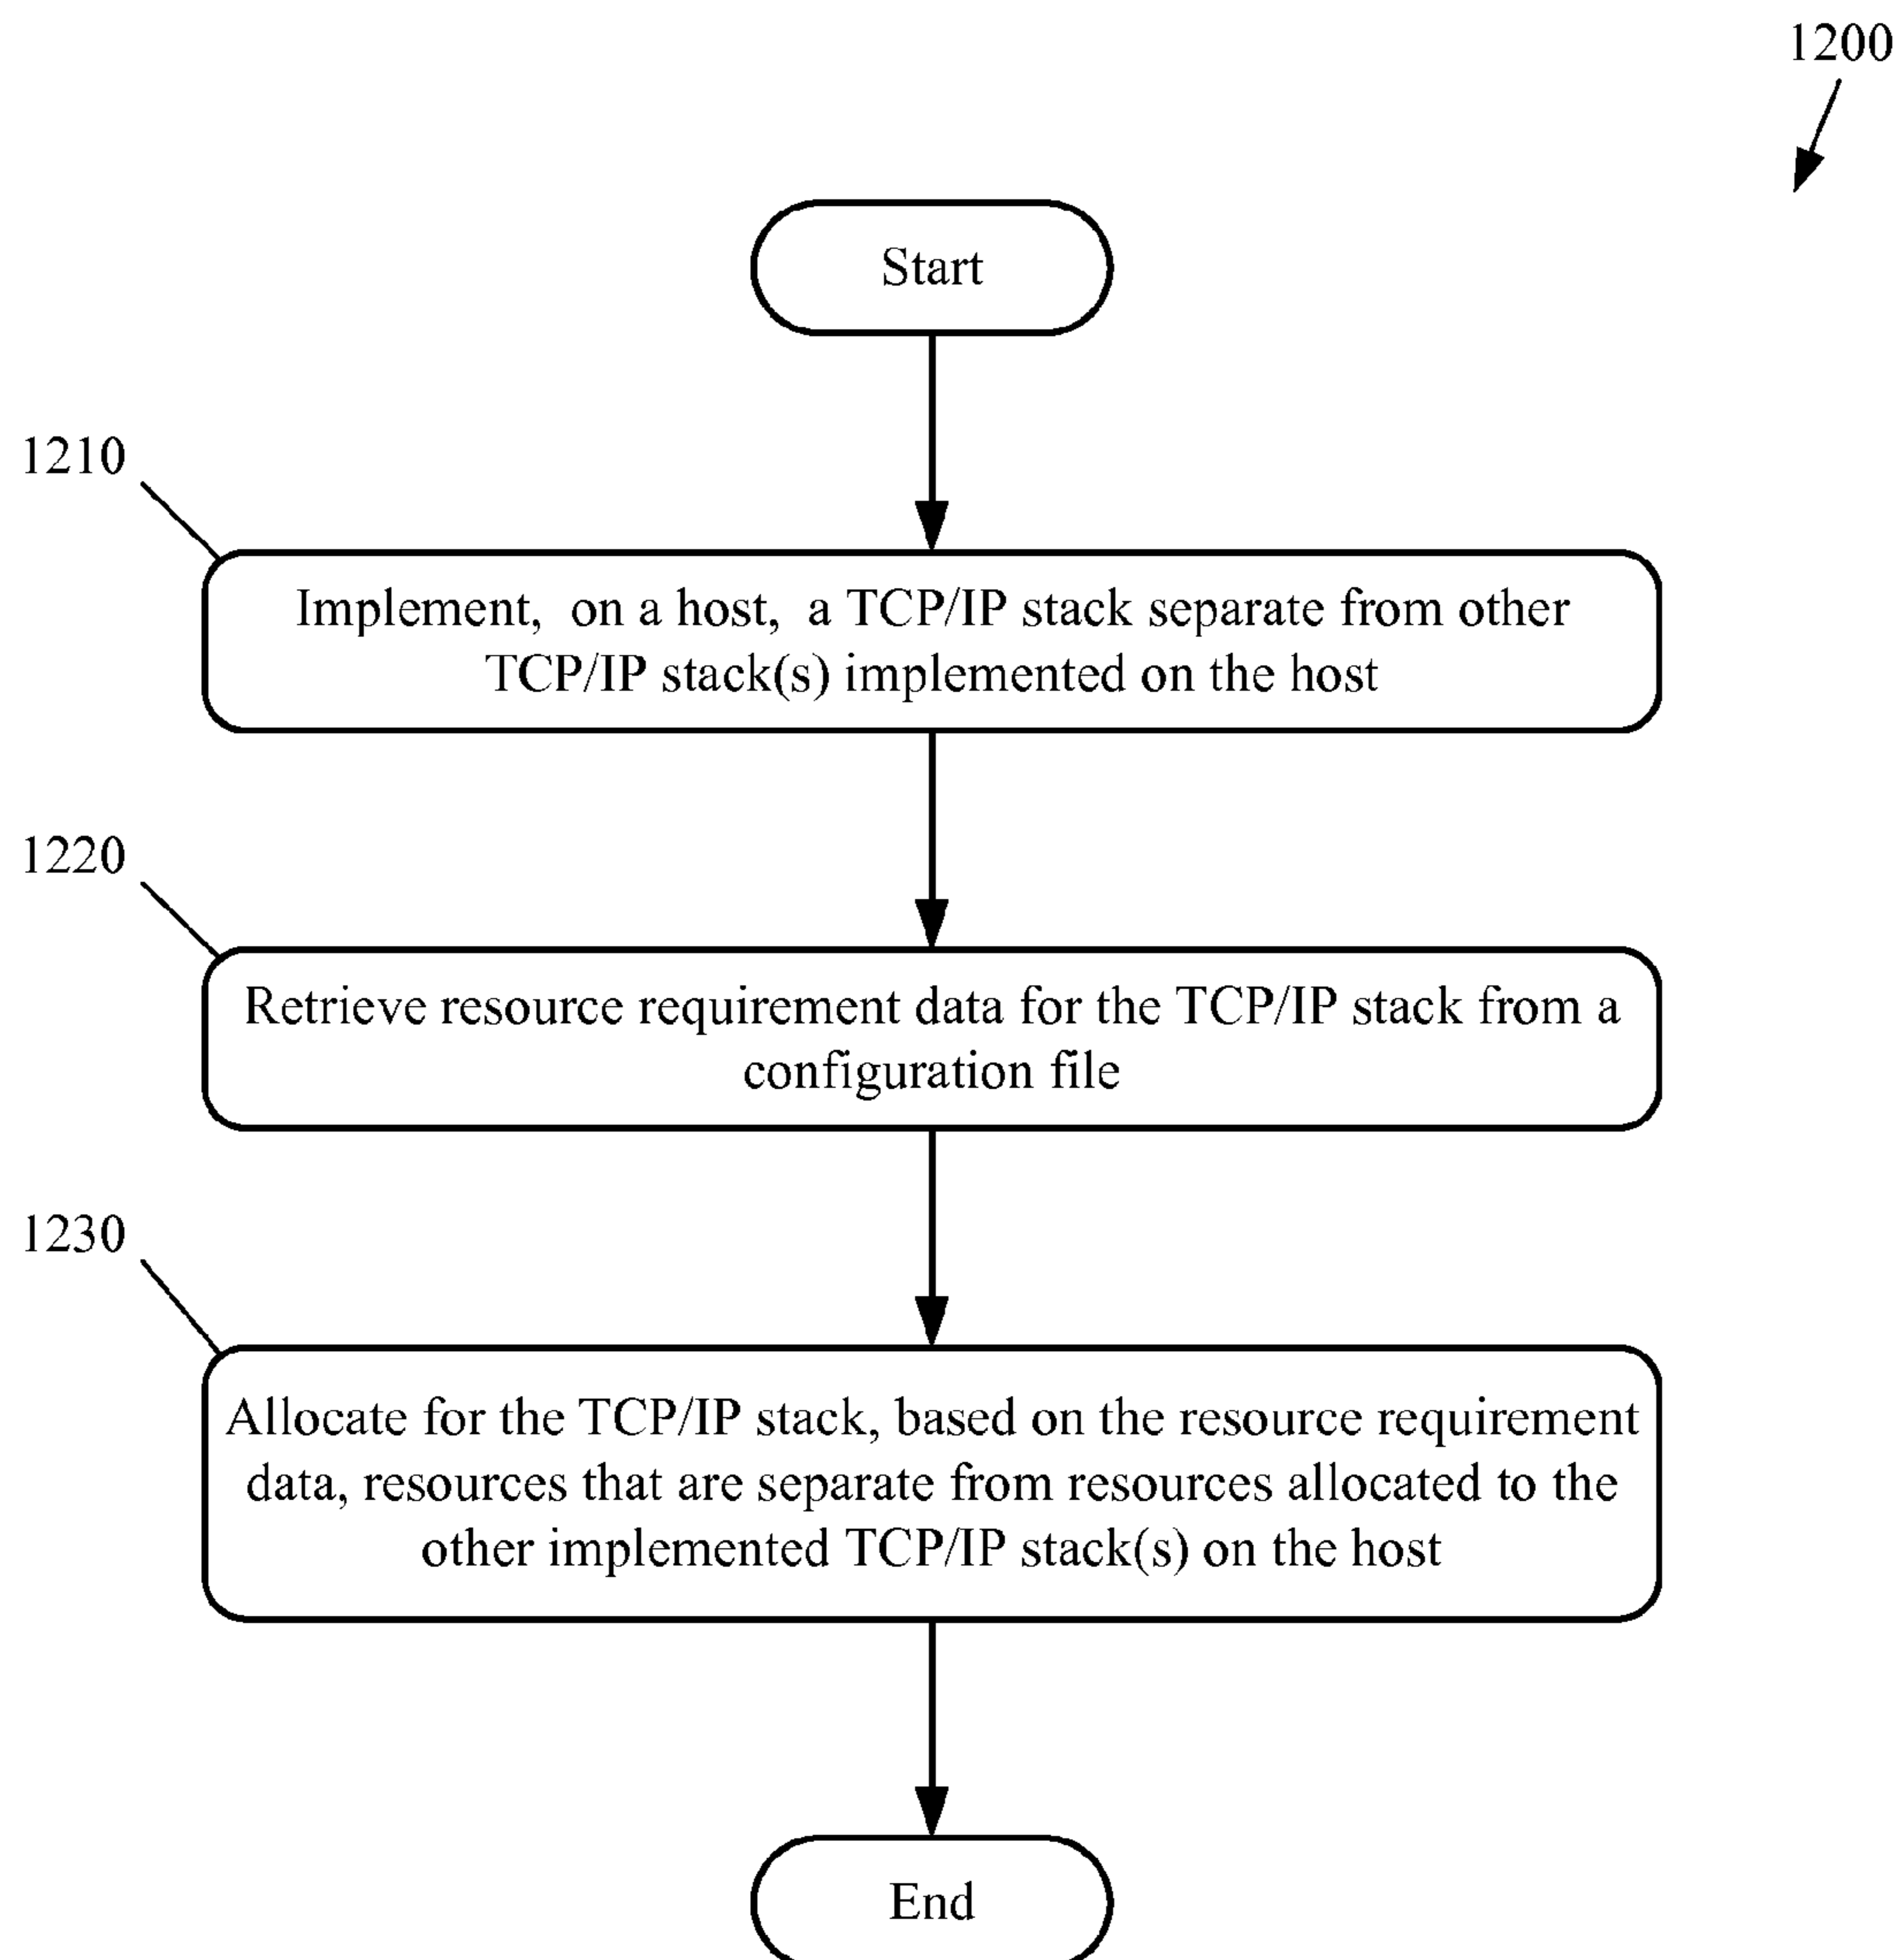 1200
Start
1210
Implement, on a host, a TCP/IP stack separate from other
TCP/IP stack(s) implemented on the host
1220
Retrieve resource requirement data for the TCP/IP stack from a
configuration file
1230
Allocate for the TCP/IP stack, based on the resource requirement
data, resources that are separate from resources allocated to the
other implemented TCP/IP stack(s) on the host
End